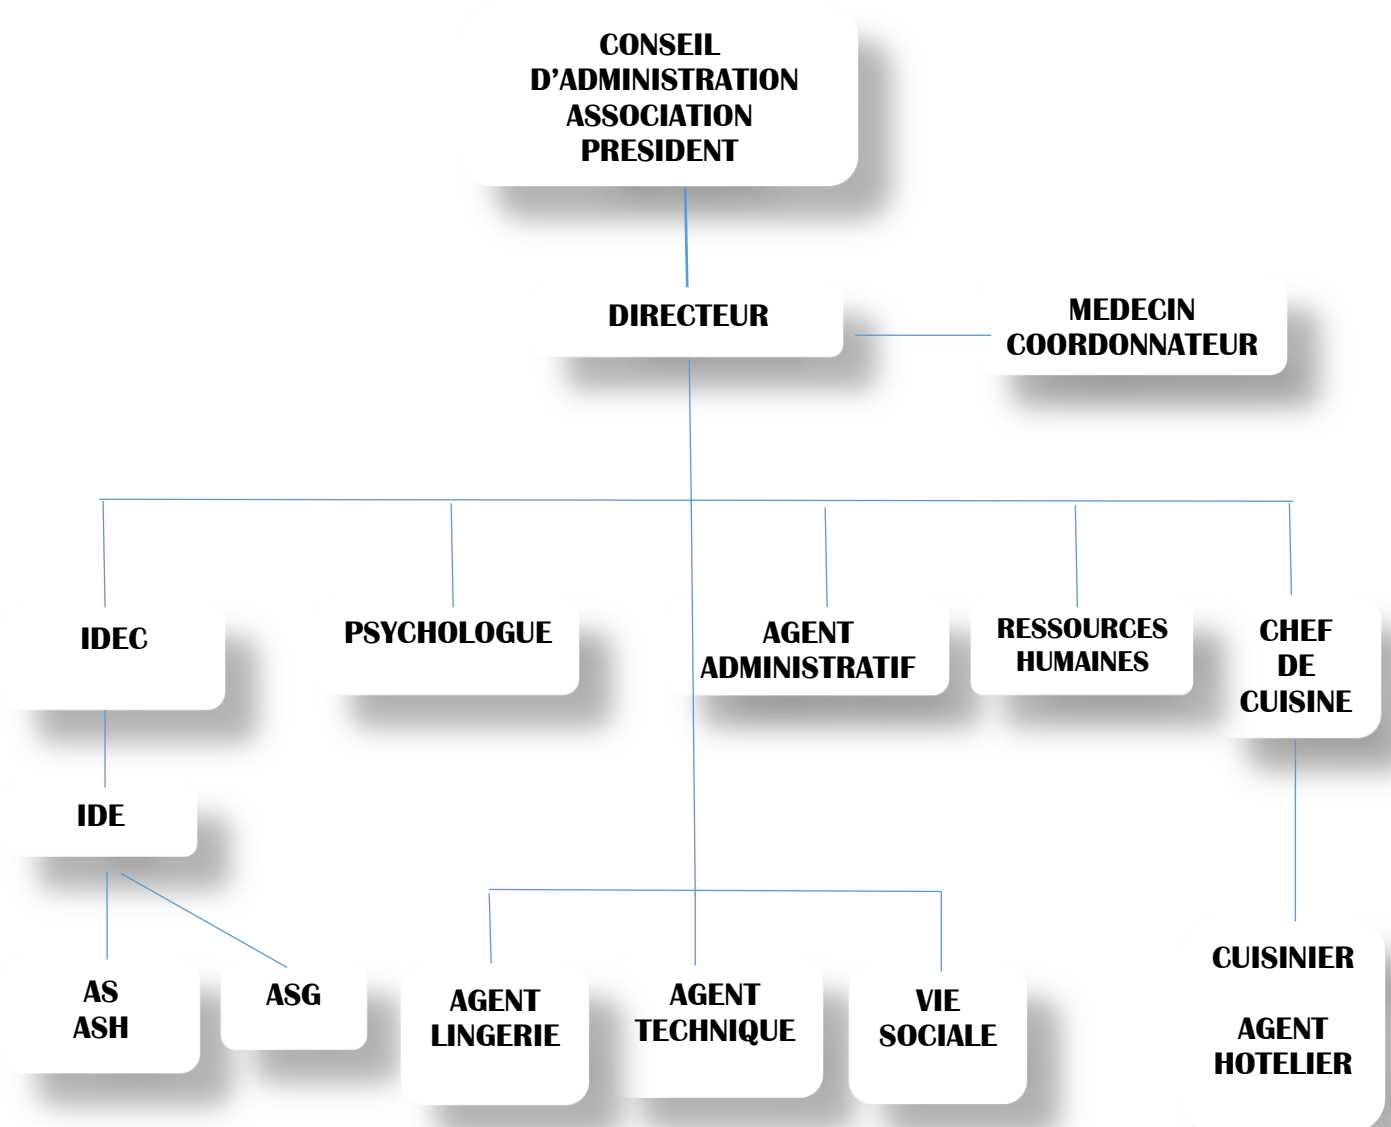 CONSEIL
D’ADMINISTRATION
ASSOCIATION
PRESIDENT
DIRECTEUR
MEDECIN
COORDONNATEUR
IDEC
PSYCHOLOGUE
AGENT
ADMINISTRATIF
RESSOURCES
HUMAINES
CHEF
DE
CUISINE
IDE
AS
ASH
ASG
AGENT
LINGERIE
AGENT
TECHNIQUE
VIE
SOCIALE
CUISINIER
AGENT
HOTELIER